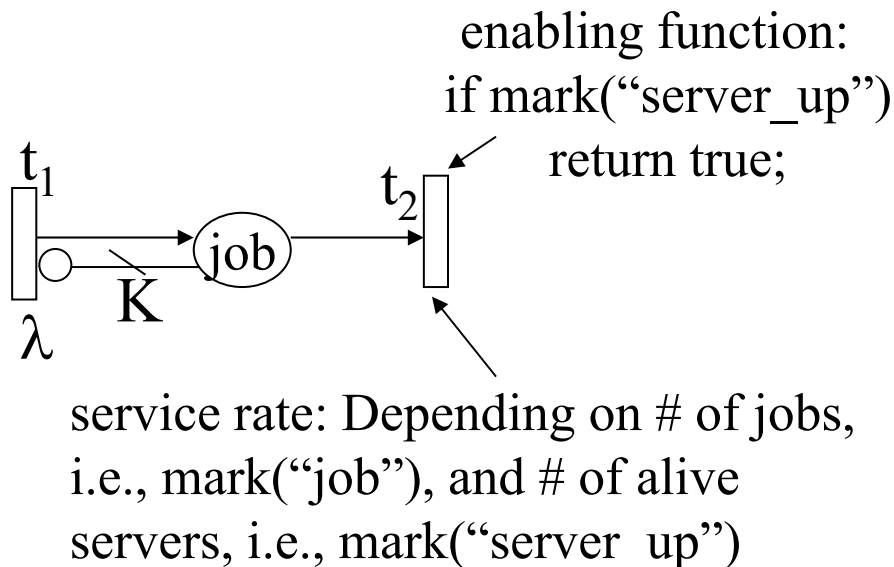 enabling function:
if mark(“server_up”)
return true;
t1
t2
job
K
λ
service rate: Depending on # of jobs,
i.e., mark(“job”), and # of alive
servers, i.e., mark(“server up”)